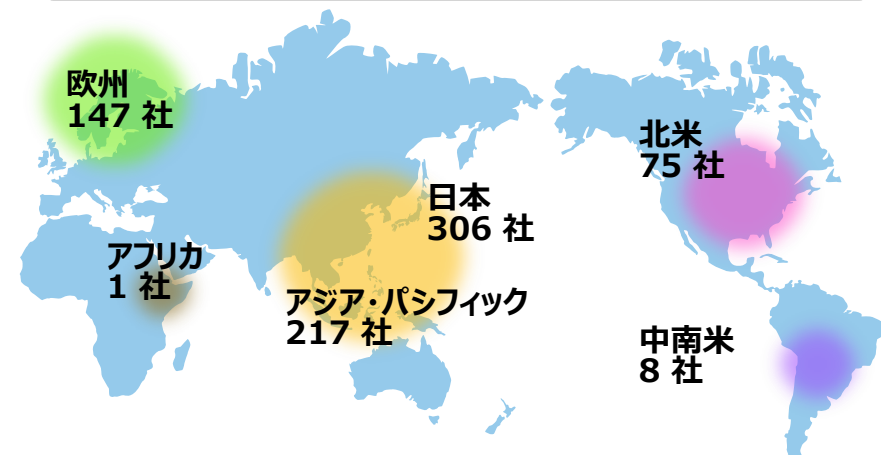 欧州
147 社
北米
75 社
日本
306 社
アフリカ
1 社
アジア・パシフィック
217 社
中南米
8 社